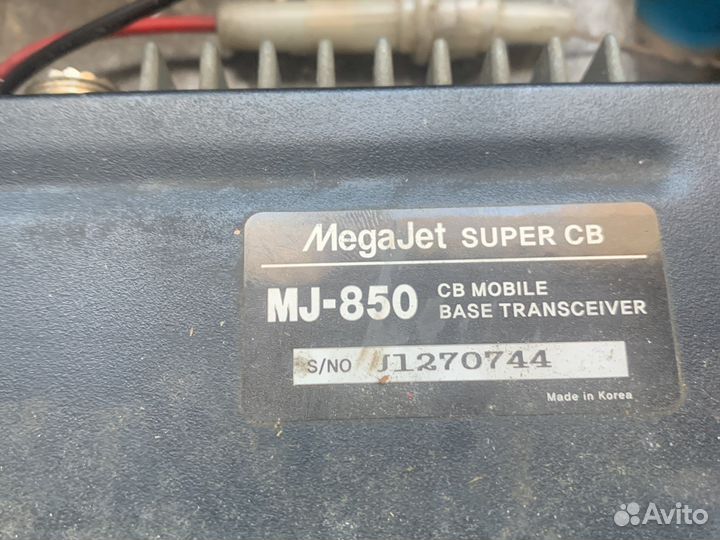 MegaJet SUPER CB
MJ-850 CB MOBILE
BASE TRANSCEIVER
S/NO J1270744
Made in Korea
Avito